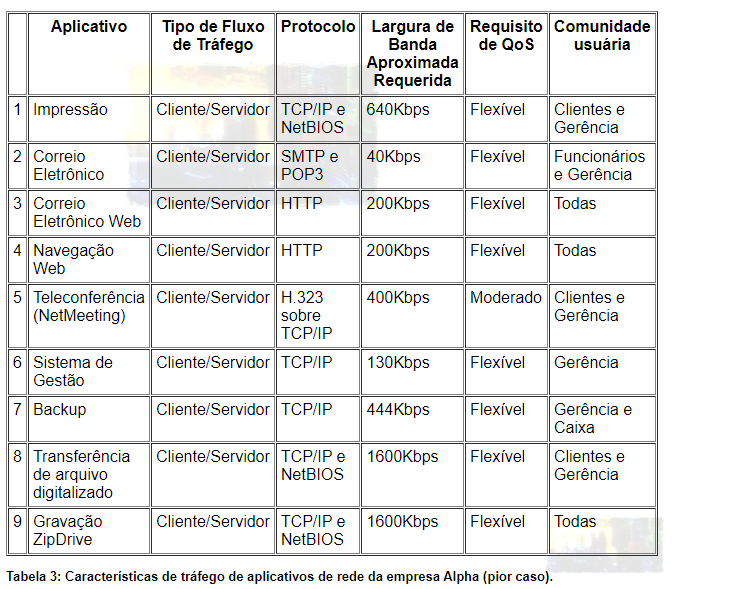 Aplicativo Tipo de Fluxo de Tráfego Protocolo Largura de Banda Aproximada Requerida Requisito de QoS Comunidade usuária
1 Impressão Cliente/Servidor TCP/IP e NetBIOS 640Kbps Flexível Clientes e Gerência
2 Correio Eletrônico Cliente/Servidor SMTP e POP3 40Kbps Flexível Funcionários e Gerência
3 Correio Eletrônico Web Cliente/Servidor HTTP 200Kbps Flexível Todas
4 Navegação Web Cliente/Servidor HTTP 200Kbps Flexível Todas
5 Teleconferência (NetMeeting) Cliente/Servidor H.323 sobre TCP/IP 400Kbps Moderado Clientes e Gerência
6 Sistema de Gestão Cliente/Servidor TCP/IP 130Kbps Flexível Gerência
7 Backup Cliente/Servidor TCP/IP 444Kbps Flexível Gerência e Caixa
8 Transferência de arquivo digitalizado Cliente/Servidor TCP/IP e NetBIOS 1600Kbps Flexível Clientes e Gerência
9 Gravação ZipDrive Cliente/Servidor TCP/IP e NetBIOS 1600Kbps Flexível Todas
Tabela 3: Características de tráfego de aplicativos de rede da empresa Alpha (pior caso).